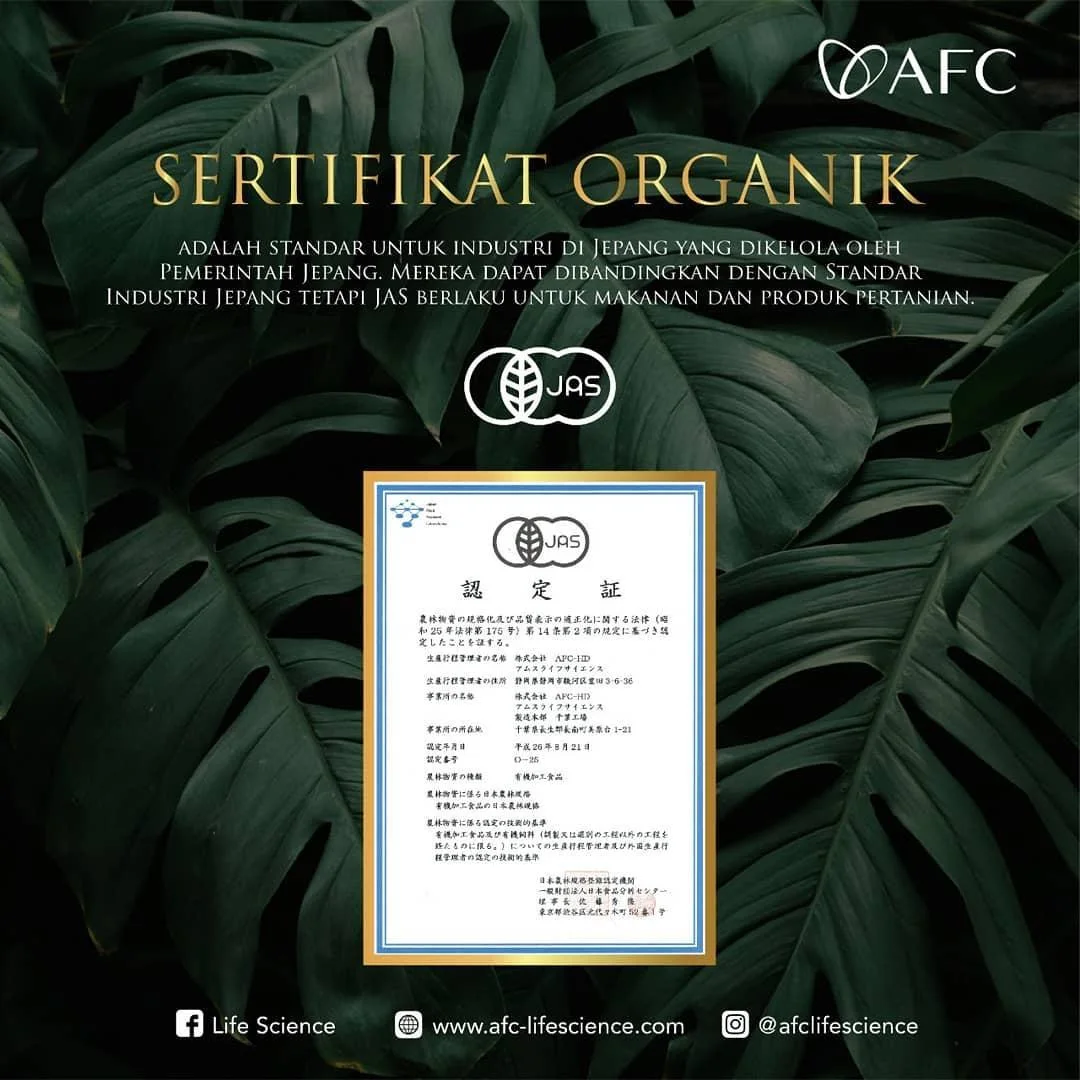 AFC
SERTIFIKAT ORGANIK
ADALAH STANDAR UNTUK INDUSTRI DI JEPANG YANG DIKELOLA OLEH
PEMERINTAH JEPANG. MEREKA DAPAT DIBANDINGKAN DENGAN STANDAR
INDUSTRI JEPANG TETAPI JAS BERLAKU UNTUK MAKANAN DAN PRODUK PERTANIAN.
JAS
JAS
認定証
農林物資の規格化及び品質表示の適正化に関する法律（昭
和25年法律第175号）第14条第2項の規定に基づき認
定したことを証する。
生産行程管理者の名称 株式会社 AFC-HD
アムスライフサイエンス
生産行程管理者の住所 静岡県静岡市駿河区豊田3-6-36
事業所の名称 株式会社 AFC-HD
アムスライフサイエンス
製造本部 千葉工場
事業所の所在地 千葉県長生郡長南町美原台1-21
認定年月日 平成26年8月21日
認定番号 O-25
農林物資の種類 有機加工食品
農林物資に係る日本農林規格
有機加工食品の日本農林規格
農林物資に係る認定の技術的基準
有機加工食品及び有機飼料（調製又は選別の工程以外の工程を
経たものに限る。）についての生産行程管理者及び外国生産行
程管理者の認定の技術的基準
日本農林規格登録認定機関
一般財団法人日本食品分析センター
理事長 佐藤秀隆
東京都渋谷区元代々木町52番1号
Life Science
www.afc-lifescience.com
@afclifescience